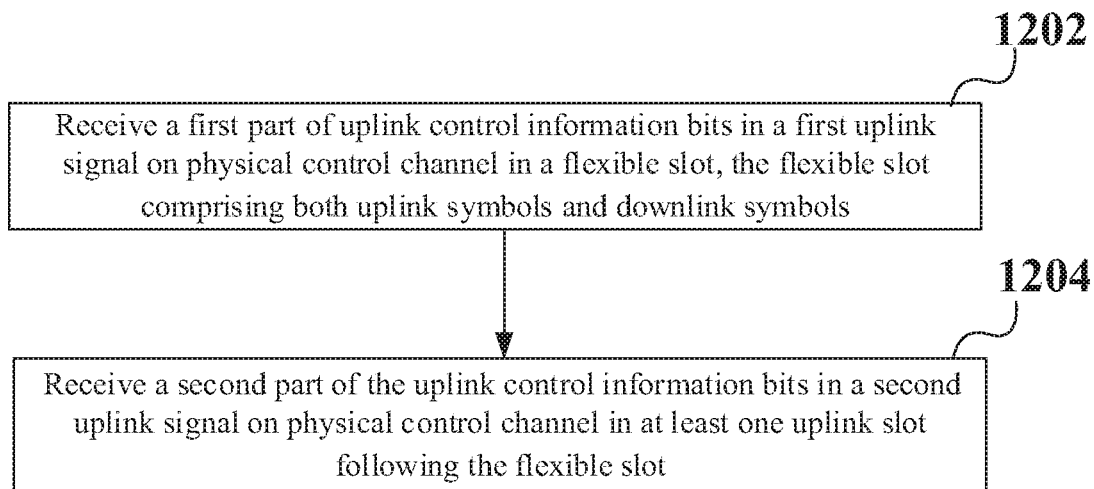 1202
Receive a first part of uplink control information bits in a first uplink
signal on physical control channel in a flexible slot, the flexible slot
comprising both uplink symbols and downlink symbols
1204
Receive a second part of the uplink control information bits in a second
uplink signal on physical control channel in at least one uplink slot
following the flexible slot